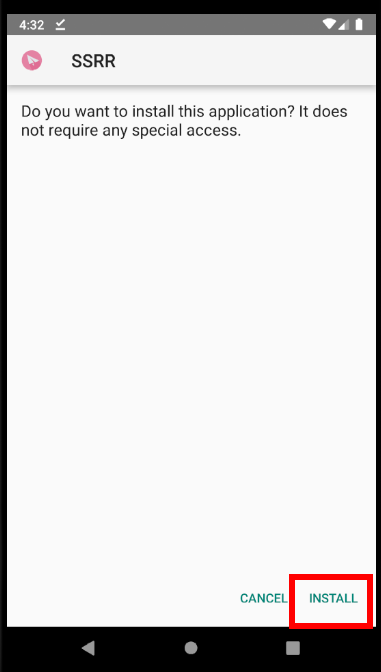 4:32
SSRR
Do you want to install this application? It does
not require any special access.
CANCEL INSTALL